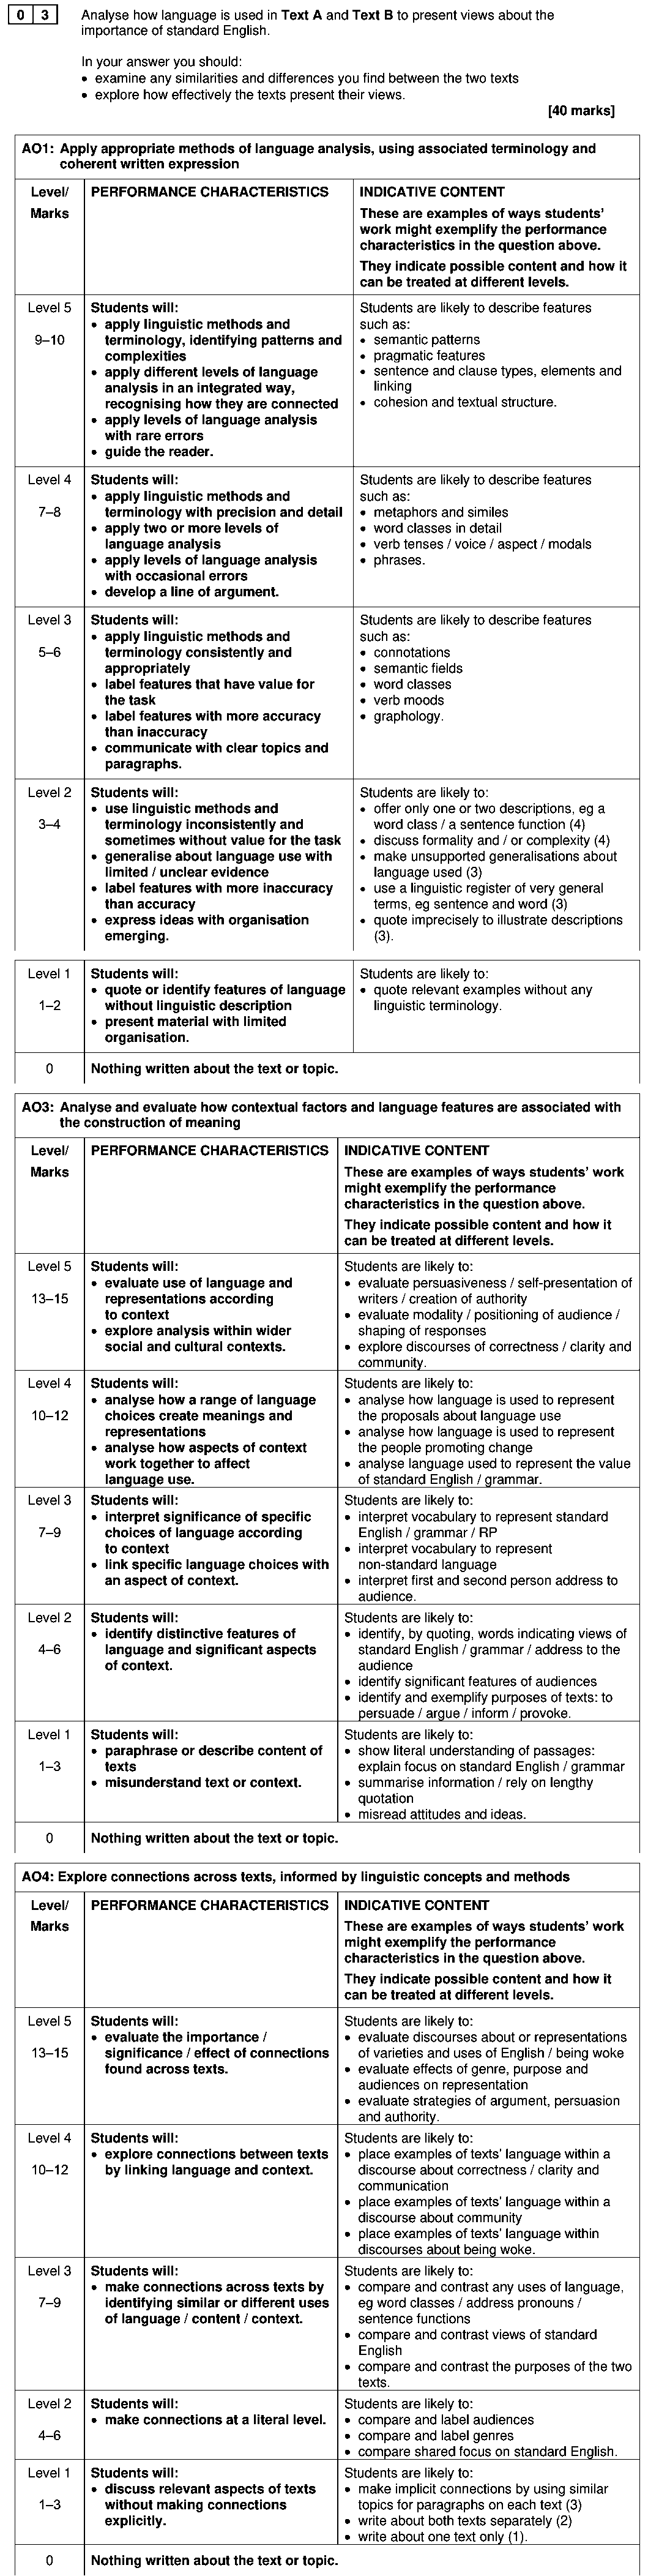 0 3 Analyse how language is used in Text A and Text B to present views about the
importance of standard English.
In your answer you should:
• examine any similarities and differences you find between the two texts
• explore how effectively the texts present their views.
[40 marks]
AO1: Apply appropriate methods of language analysis, using associated terminology and
coherent written expression
Level/
Marks
PERFORMANCE CHARACTERISTICS
INDICATIVE CONTENT
These are examples of ways students'
work might exemplify the performance
characteristics in the question above.
They indicate possible content and how it
can be treated at different levels.
Level 5
9–10
Students will:
• apply linguistic methods and
terminology, identifying patterns and
complexities
• apply different levels of language
analysis in an integrated way,
recognising how they are connected
• apply levels of language analysis
with rare errors
• guide the reader.
Students are likely to describe features
such as:
• semantic patterns
• pragmatic features
• sentence and clause types, elements and
linking
• cohesion and textual structure.
Level 4
7–8
Students will:
• apply linguistic methods and
terminology with precision and detail
• apply two or more levels of
language analysis
• apply levels of language analysis
with occasional errors
• develop a line of argument.
Students are likely to describe features
such as:
• metaphors and similes
• word classes in detail
• verb tenses / voice / aspect / modals
• phrases.
Level 3
5–6
Students will:
• apply linguistic methods and
terminology consistently and
appropriately
• label features that have value for
the task
• label features with more accuracy
than inaccuracy
• communicate with clear topics and
paragraphs.
Students are likely to describe features
such as:
• connotations
• semantic fields
• word classes
• verb moods
• graphology.
Level 2
3–4
Students will:
• use linguistic methods and
terminology inconsistently and
sometimes without value for the task
• generalise about language use with
limited / unclear evidence
• label features with more inaccuracy
than accuracy
• express ideas with organisation
emerging.
Students are likely to:
• offer only one or two descriptions, eg a
word class / a sentence function (4)
• discuss formality and / or complexity (4)
• make unsupported generalisations about
language used (3)
• use a linguistic register of very general
terms, eg sentence and word (3)
• quote imprecisely to illustrate descriptions
(3).
Level 1
1–2
Students will:
• quote or identify features of language
without linguistic description
• present material with limited
organisation.
Students are likely to:
• quote relevant examples without any
linguistic terminology.
0
Nothing written about the text or topic.
AO3: Analyse and evaluate how contextual factors and language features are associated with
the construction of meaning
Level/
Marks
PERFORMANCE CHARACTERISTICS
INDICATIVE CONTENT
These are examples of ways students' work
might exemplify the performance
characteristics in the question above.
They indicate possible content and how it
can be treated at different levels.
Level 5
13–15
Students will:
• evaluate use of language and
representations according
to context
• explore analysis within wider
social and cultural contexts.
Students are likely to:
• evaluate persuasiveness / self-presentation of
writers / creation of authority
• evaluate modality / positioning of audience /
shaping of responses
• explore discourses of correctness / clarity and
community.
Level 4
10–12
Students will:
• analyse how a range of language
choices create meanings and
representations
• analyse how aspects of context
work together to affect
language use.
Students are likely to:
• analyse how language is used to represent
the proposals about language use
• analyse how language is used to represent
the people promoting change
• analyse language used to represent the value
of standard English / grammar.
Level 3
7–9
Students will:
• interpret significance of specific
choices of language according
to context
• link specific language choices with
an aspect of context.
Students are likely to:
• interpret vocabulary to represent standard
English / grammar / RP
• interpret vocabulary to represent
non-standard language
• interpret first and second person address to
audience.
Level 2
4–6
Students will:
• identify distinctive features of
language and significant aspects
of context.
Students are likely to:
• identify, by quoting, words indicating views of
standard English / grammar / address to the
audience
• identify significant features of audiences
• identify and exemplify purposes of texts: to
persuade / argue / inform / provoke.
Level 1
1–3
Students will:
• paraphrase or describe content of
texts
• misunderstand text or context.
Students are likely to:
• show literal understanding of passages:
explain focus on standard English / grammar
• summarise information / rely on lengthy
quotation
• misread attitudes and ideas.
0
Nothing written about the text or topic.
AO4: Explore connections across texts, informed by linguistic concepts and methods
Level/
Marks
PERFORMANCE CHARACTERISTICS
INDICATIVE CONTENT
These are examples of ways students' work
might exemplify the performance
characteristics in the question above.
They indicate possible content and how it
can be treated at different levels.
Level 5
13–15
Students will:
• evaluate the importance /
significance / effect of connections
found across texts.
Students are likely to:
• evaluate discourses about or representations
of varieties and uses of English / being woke
• evaluate effects of genre, purpose and
audiences on representation
• evaluate strategies of argument, persuasion
and authority.
Level 4
10–12
Students will:
• explore connections between texts
by linking language and context.
Students are likely to:
• place examples of texts' language within a
discourse about correctness / clarity and
communication
• place examples of texts' language within a
discourse about community
• place examples of texts' language within
discourses about being woke.
Level 3
7–9
Students will:
• make connections across texts by
identifying similar or different uses
of language / content / context.
Students are likely to:
• compare and contrast any uses of language,
eg word classes / address pronouns /
sentence functions
• compare and contrast views of standard
English
• compare and contrast the purposes of the two
texts.
Level 2
4–6
Students will:
• make connections at a literal level.
Students are likely to:
• compare and label audiences
• compare and label genres
• compare shared focus on standard English.
Level 1
1–3
Students will:
• discuss relevant aspects of texts
without making connections
explicitly.
Students are likely to:
• make implicit connections by using similar
topics for paragraphs on each text (3)
• write about both texts separately (2)
• write about one text only (1).
0
Nothing written about the text or topic.